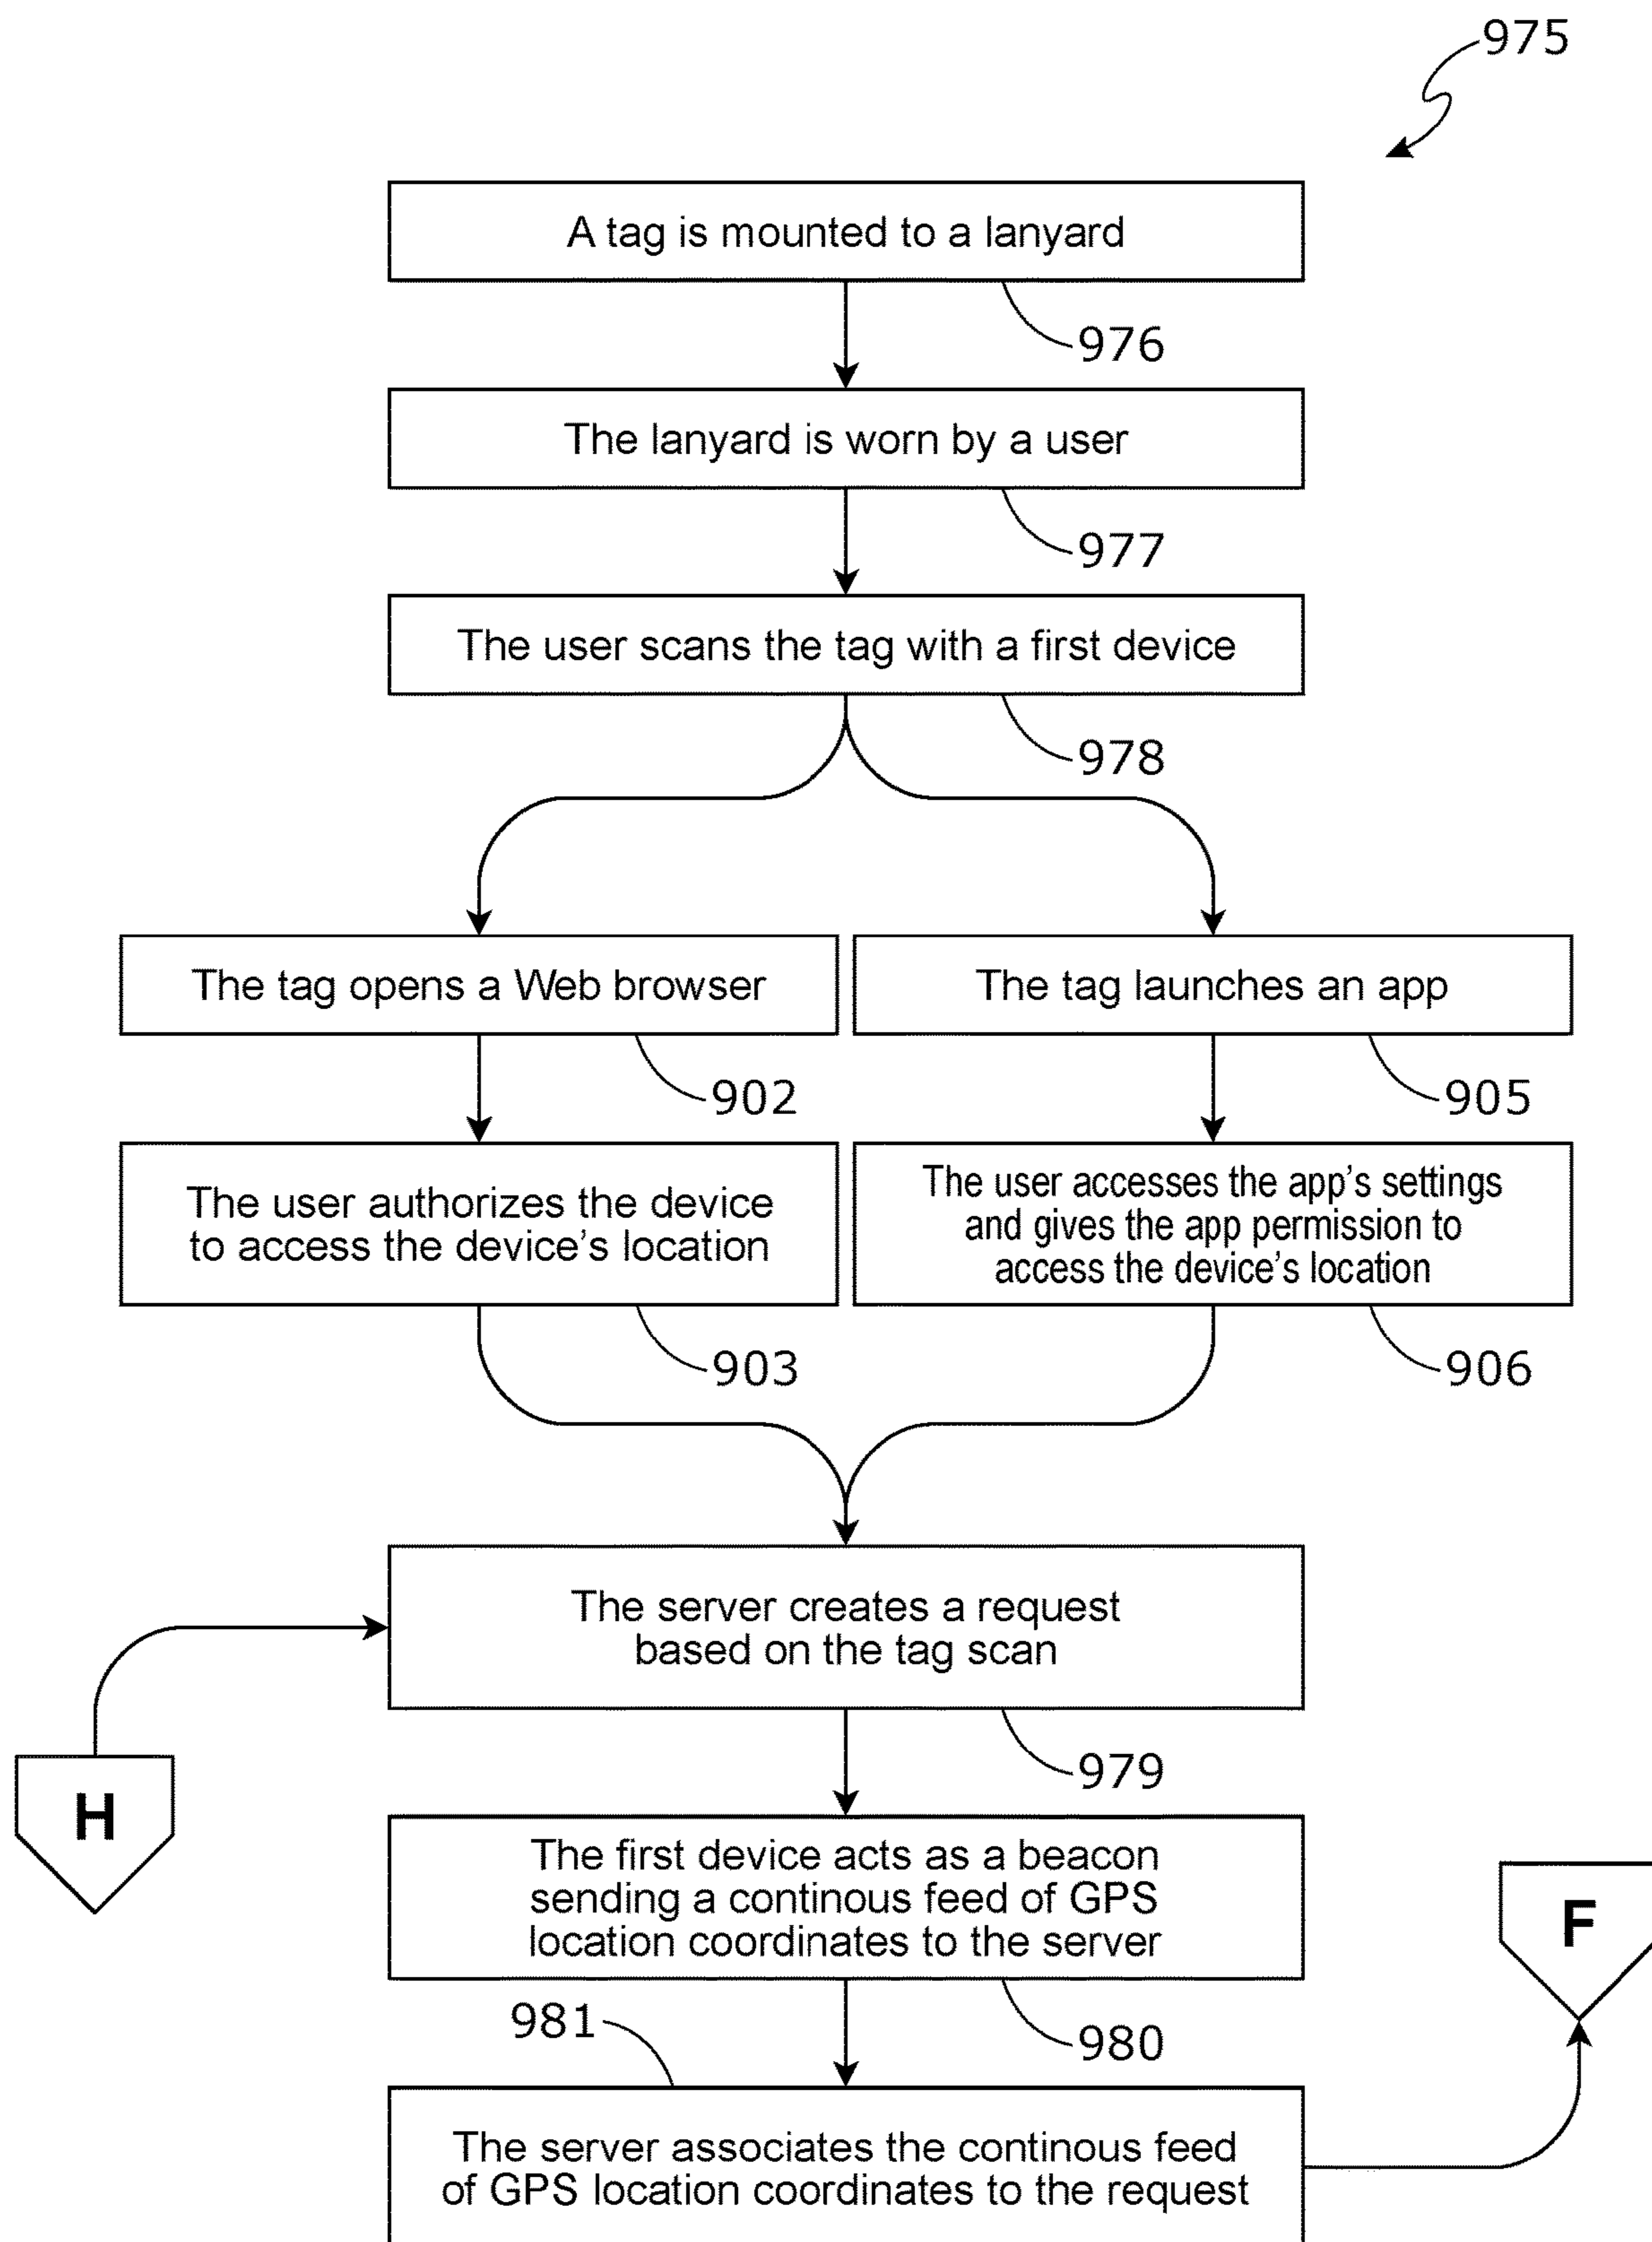 975
A tag is mounted to a lanyard
976
The lanyard is worn by a user
977
The user scans the tag with a first device
978
The tag opens a Web browser
902
The tag launches an app
905
The user authorizes the device
to access the device's location
903
The user accesses the app's settings
and gives the app permission to
access the device's location
906
The server creates a request
based on the tag scan
979
H
The first device acts as a beacon
sending a continous feed of GPS
location coordinates to the server
980
F
981
The server associates the continous feed
of GPS location coordinates to the request